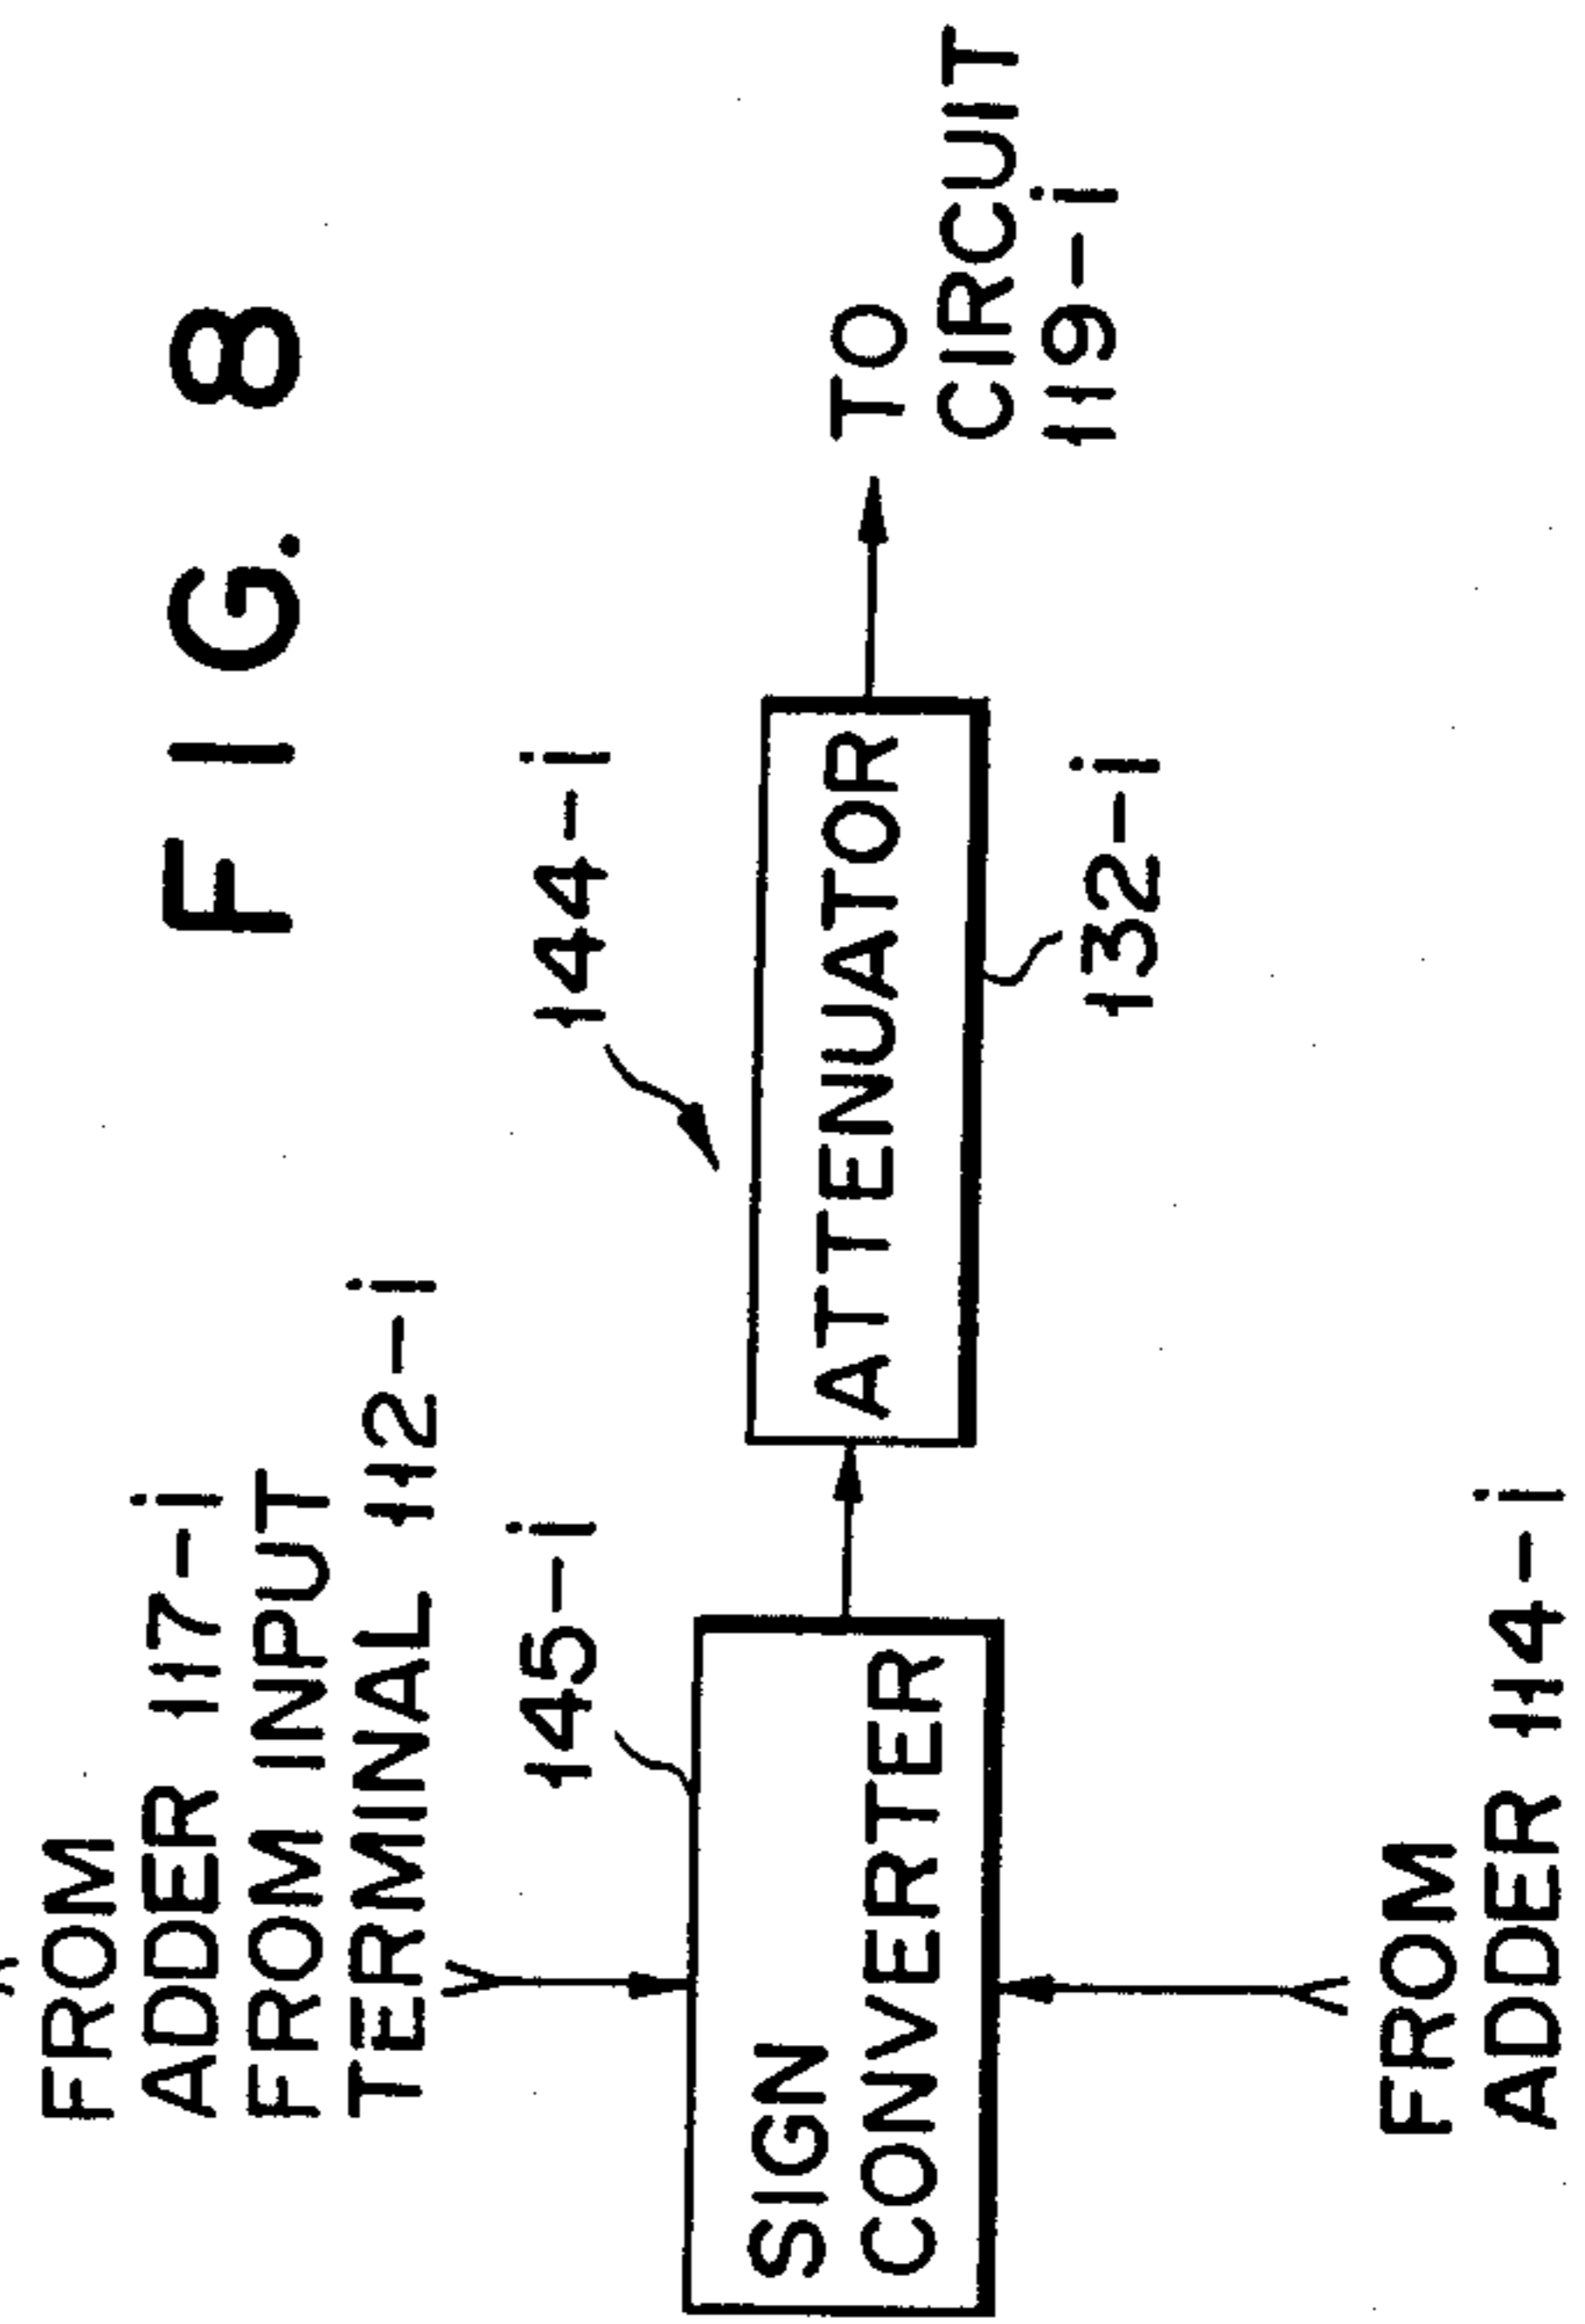 FIG. 8
FROM
ADDER 117-i
FROM INPUT
TERMINAL 112-i
145-i
144-i
SIGN
CONVERTER
ATTENUATOR
TO
CIRCUIT
119-i
132-i
FROM
ADDER 114-i